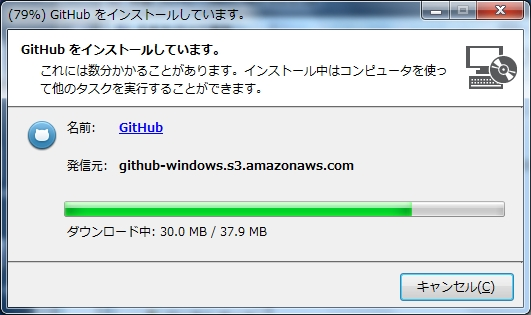 (79%) GitHub をインストールしています。
GitHub をインストールしています。
これには数分かかることがあります。インストール中はコンピュータを使っ
て他のタスクを実行することができます。
名前: GitHub
発信元: github-windows.s3.amazonaws.com
ダウンロード中: 30.0 MB / 37.9 MB
キャンセル(C)